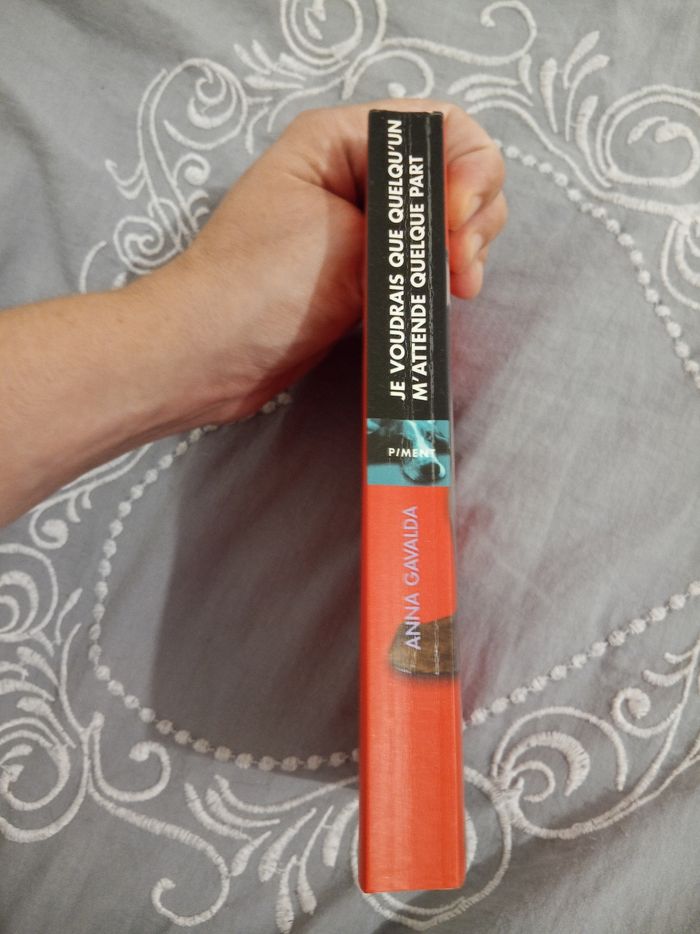 JE VOUDRAIS QUE QUELQU'UN
M'ATTENDE QUELQUE PART
PIMENT
ANNA GAVALDA